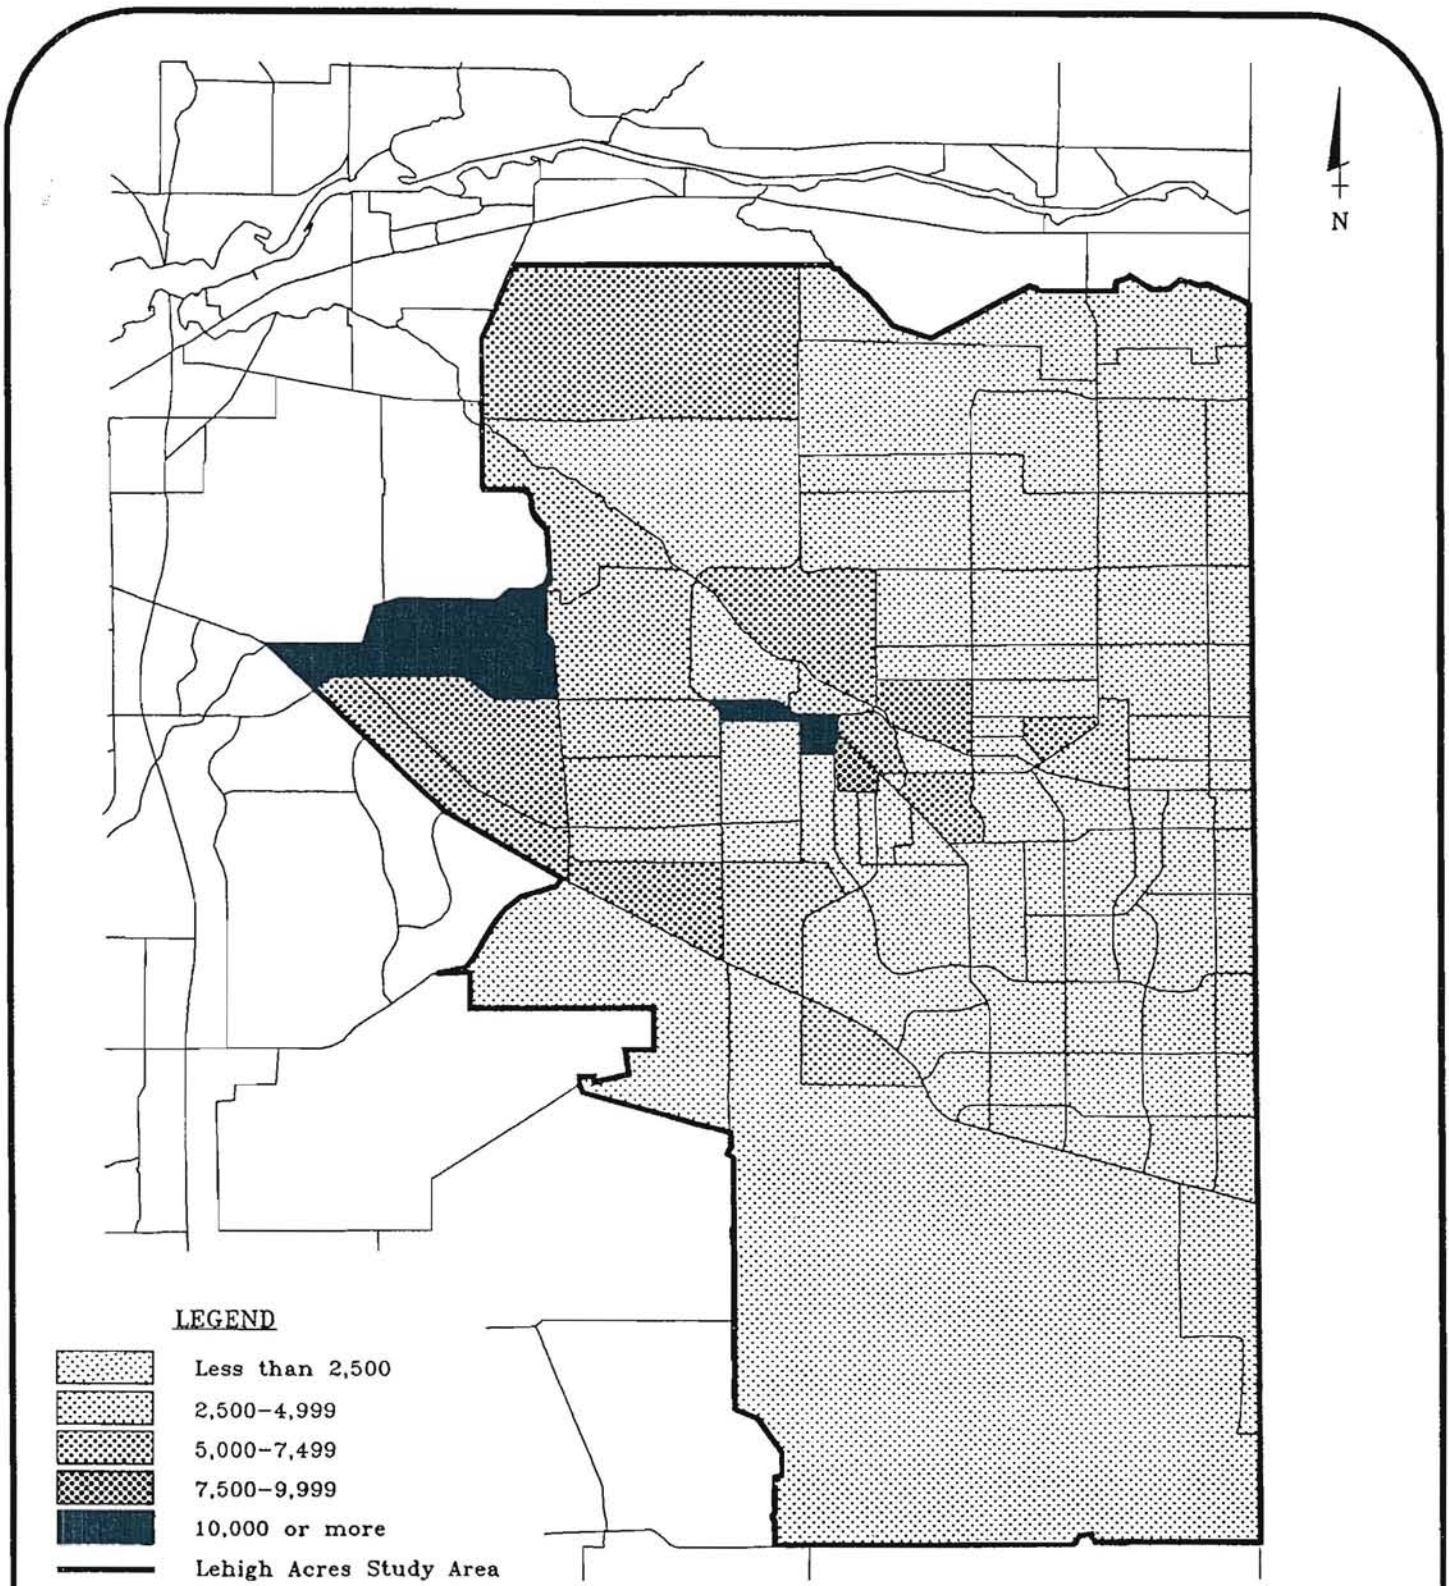 N
LEGEND
Less than 2,500
2,500-4,999
5,000-7,499
7,500-9,999
10,000 or more
Lehigh Acres Study Area